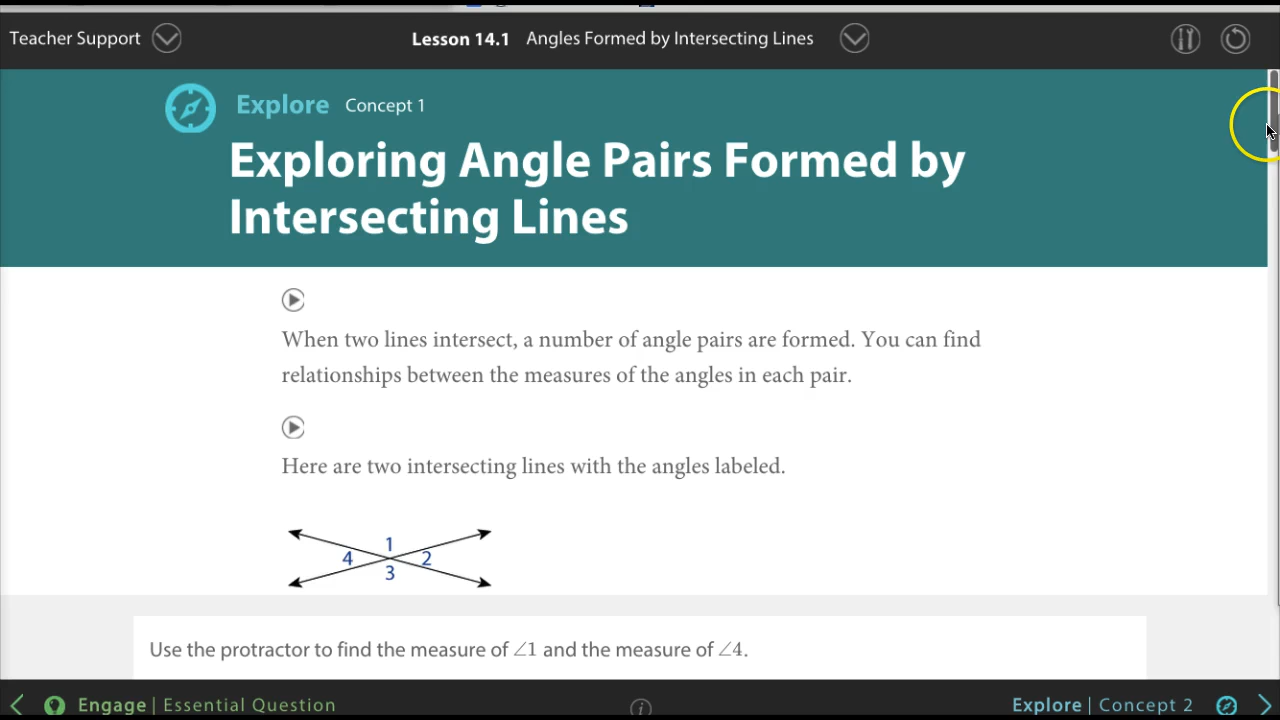 Teacher Support
Lesson 14.1 Angles Formed by Intersecting Lines
Explore Concept 1
Exploring Angle Pairs Formed by
Intersecting Lines
When two lines intersect, a number of angle pairs are formed. You can find
relationships between the measures of the angles in each pair.
Here are two intersecting lines with the angles labeled.
1
4 2
3
Use the protractor to find the measure of ∠1 and the measure of ∠4.
Engage | Essential Question
i
Explore | Concept 2